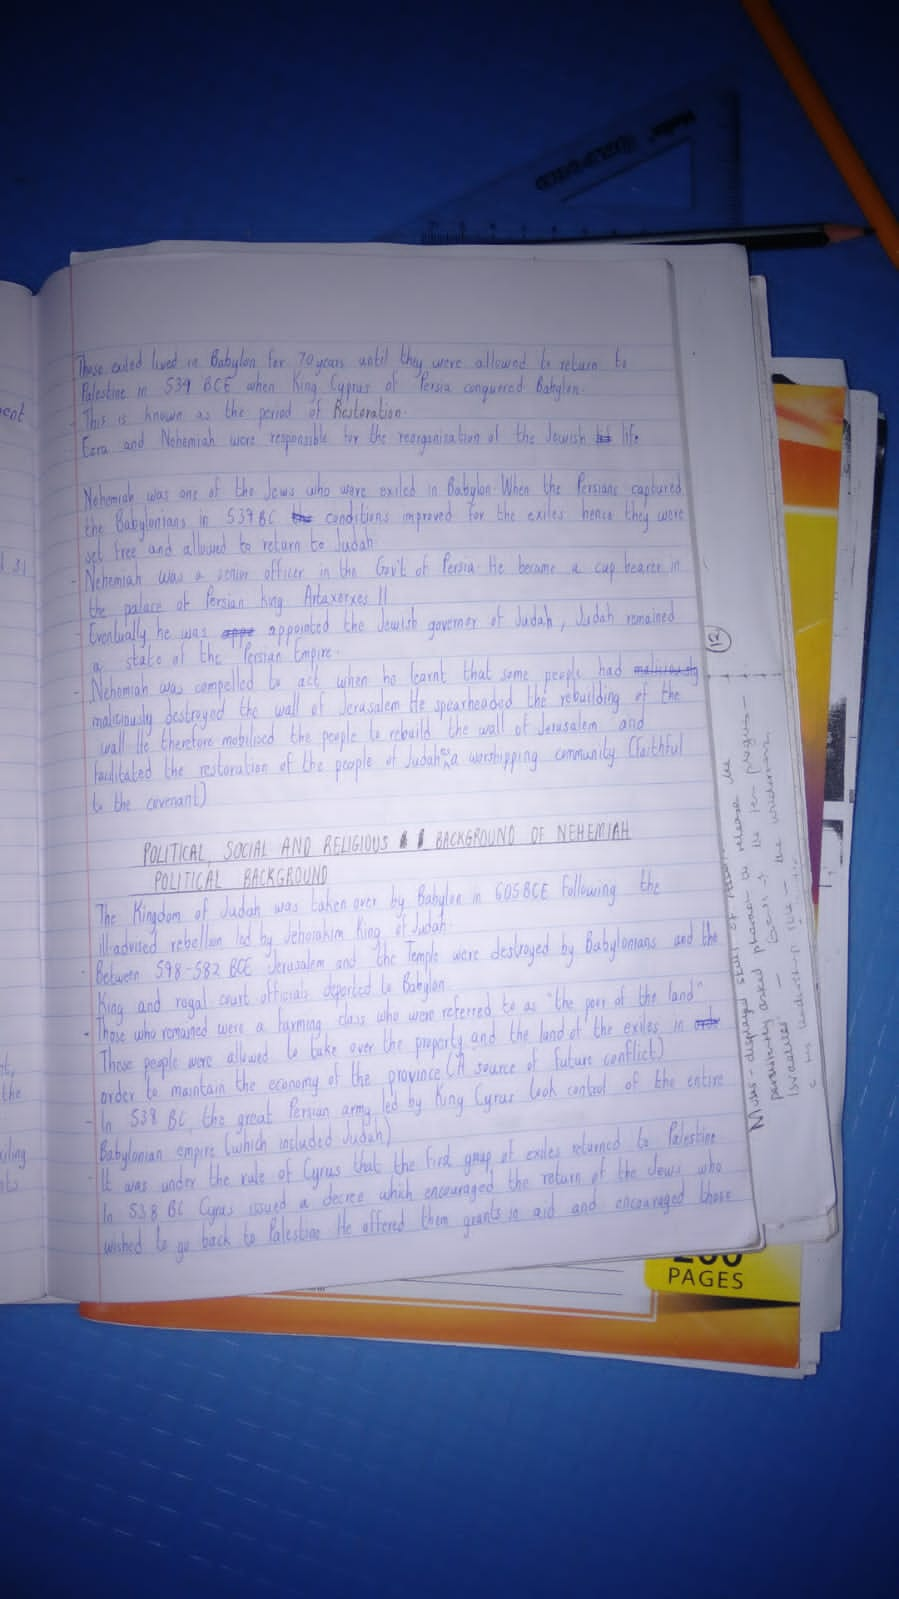 Those exiled lived in Babylon for 70 years until they were allowed to return to
Palestine in 539 BCE when King Cyprus of Persia conquered Babylon.
- This is known as the period of Restoration.
Ezra and Nehemiah were responsible for the reorganisation of the Jewish life
Nehemiah was one of the Jews who were exiled in Babylon. When the Persians captured
the Babylonians in 539 BC conditions improved for the exiles hence they were
set free and allowed to return to Judah
- Nehemiah was a senior officer in the Gov't of Persia. He became a cup bearer in
the palace of Persian king Artaxerxes II
Eventually he was appointed the Jewish governer of Judah, Judah remained
a state of the Persian Empire.
- Nehemiah was compelled to act when he learnt that some people had
maliciously destroyed the wall of Jerusalem. He spearheaded the rebuilding of the
wall. He therefore mobilised the people to rebuild the wall of Jerusalem and
facilitated the restoration of the people of Judah as a worshipping community (faithful
to the covenant)
POLITICAL, SOCIAL AND RELIGIOUS BACKGROUND OF NEHEMIAH
POLITICAL BACKGROUND
The Kingdom of Judah was taken over by Babylon in 605 BCE following the
ill-advised rebellion led by Jehoiakim King of Judah.
- Between 598-582 BCE Jerusalem and the Temple were destroyed by Babylonians and the
King and royal court officials deported to Babylon.
- Those who remained were a farming class who were referred to as "the poor of the land"
These people were allowed to take over the property and the land of the exiles in
order to maintain the economy of the province (A source of future conflict)
- In 538 BC the great Persian army led by King Cyrus took control of the entire
Babylonian empire (which included Judah)
- It was under the rule of Cyrus that the first group of exiles returned to Palestine
In 538 BC Cyrus issued a decree which encouraged the return of the Jews who
wished to go back to Palestine. He offered them grants in aid and encouraged those
12
Moses - displayed skills of
persistently asked pharaoh to release the
Israelites - the ten plagues -
the wilderness
200
PAGES
ent
nt,
the
iling
nts